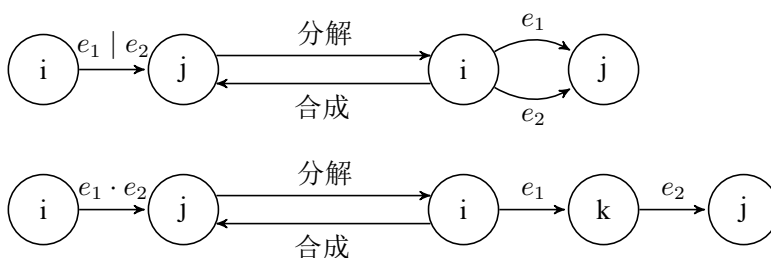 i e₁ | e₂ j 分解 合成 i e₁ e₂ j
i e₁ · e₂ j 分解 合成 i e₁ k e₂ j